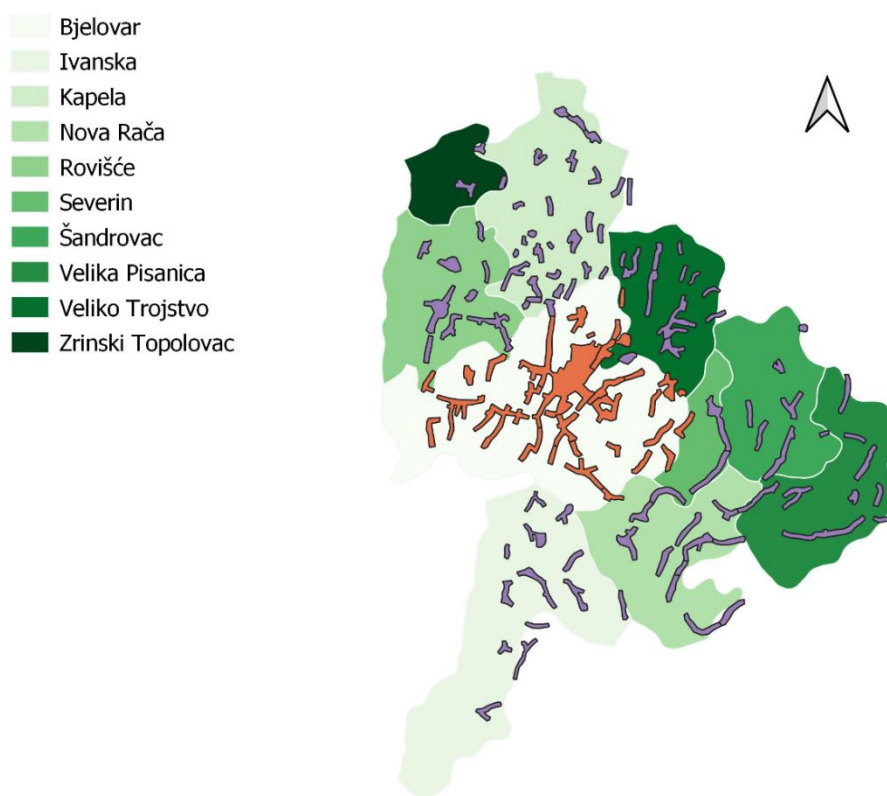 Bjelovar
Ivanska
Kapela
Nova Rača
Rovišće
Severin
Šandrovac
Velika Pisanica
Veliko Trojstvo
Zrinski Topolovac